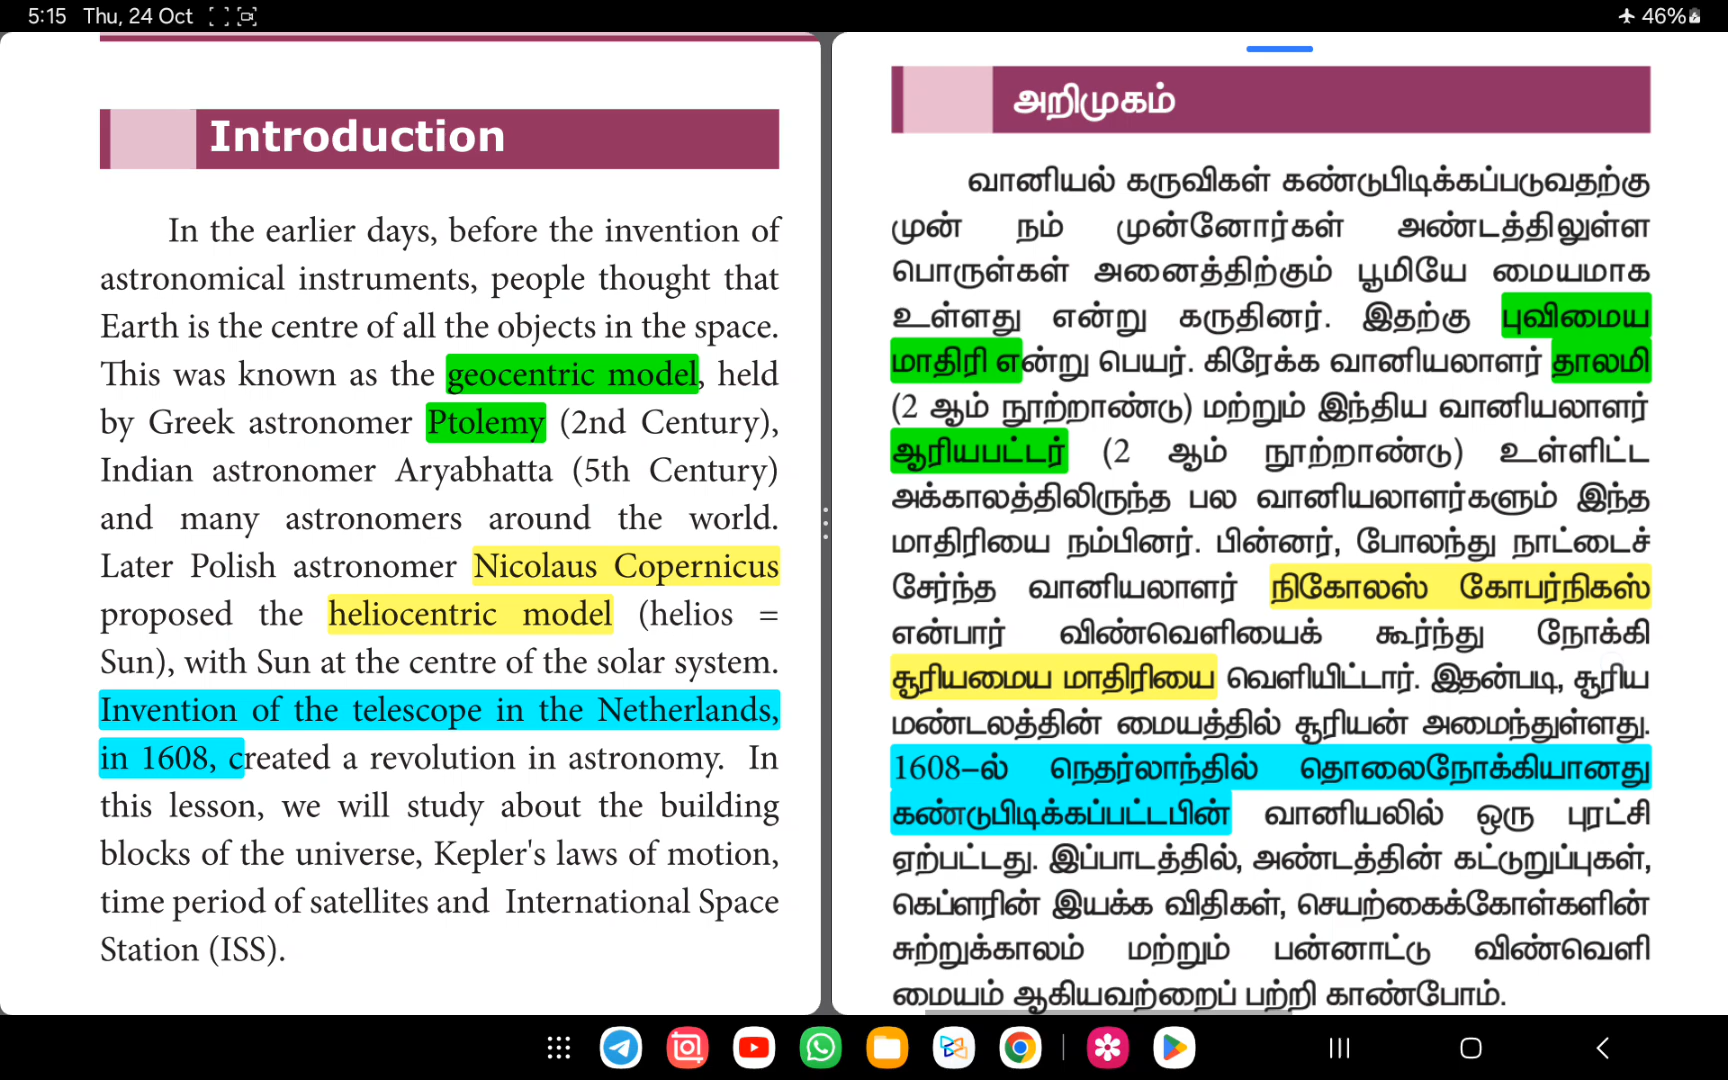 5:15 Thu, 24 Oct
46%
Introduction
In the earlier days, before the invention of
astronomical instruments, people thought that
Earth is the centre of all the objects in the space.
This was known as the geocentric model, held
by Greek astronomer Ptolemy (2nd Century),
Indian astronomer Aryabhatta (5th Century)
and many astronomers around the world.
Later Polish astronomer Nicolaus Copernicus
proposed the heliocentric model (helios =
Sun), with Sun at the centre of the solar system.
Invention of the telescope in the Netherlands,
in 1608, created a revolution in astronomy. In
this lesson, we will study about the building
blocks of the universe, Kepler's laws of motion,
time period of satellites and International Space
Station (ISS).
அறிமுகம்
வானியல் கருவிகள் கண்டுபிடிக்கப்படுவதற்கு
முன் நம் முன்னோர்கள் அண்டத்திலுள்ள
பொருள்கள் அனைத்திற்கும் பூமியே மையமாக
உள்ளது என்று கருதினர். இதற்கு புவிமைய
மாதிரி என்று பெயர். கிரேக்க வானியலாளர் தாலமி
(2 ஆம் நூற்றாண்டு) மற்றும் இந்திய வானியலாளர்
ஆரியபட்டர் (2 ஆம் நூற்றாண்டு) உள்ளிட்ட
அக்காலத்திலிருந்த பல வானியலாளர்களும் இந்த
மாதிரியை நம்பினர். பின்னர், போலந்து நாட்டைச்
சேர்ந்த வானியலாளர் நிகோலஸ் கோபர்நிகஸ்
என்பார் விண்வெளியைக் கூர்ந்து நோக்கி
சூரியமைய மாதிரியை வெளியிட்டார். இதன்படி, சூரிய
மண்டலத்தின் மையத்தில் சூரியன் அமைந்துள்ளது.
1608-ல் நெதர்லாந்தில் தொலைநோக்கியானது
கண்டுபிடிக்கப்பட்டபின் வானியலில் ஒரு புரட்சி
ஏற்பட்டது. இப்பாடத்தில், அண்டத்தின் கட்டுறுப்புகள்,
கெப்ளரின் இயக்க விதிகள், செயற்கைக்கோள்களின்
சுற்றுக்காலம் மற்றும் பன்னாட்டு விண்வெளி
மையம் ஆகியவற்றைப் பற்றி காண்போம்.